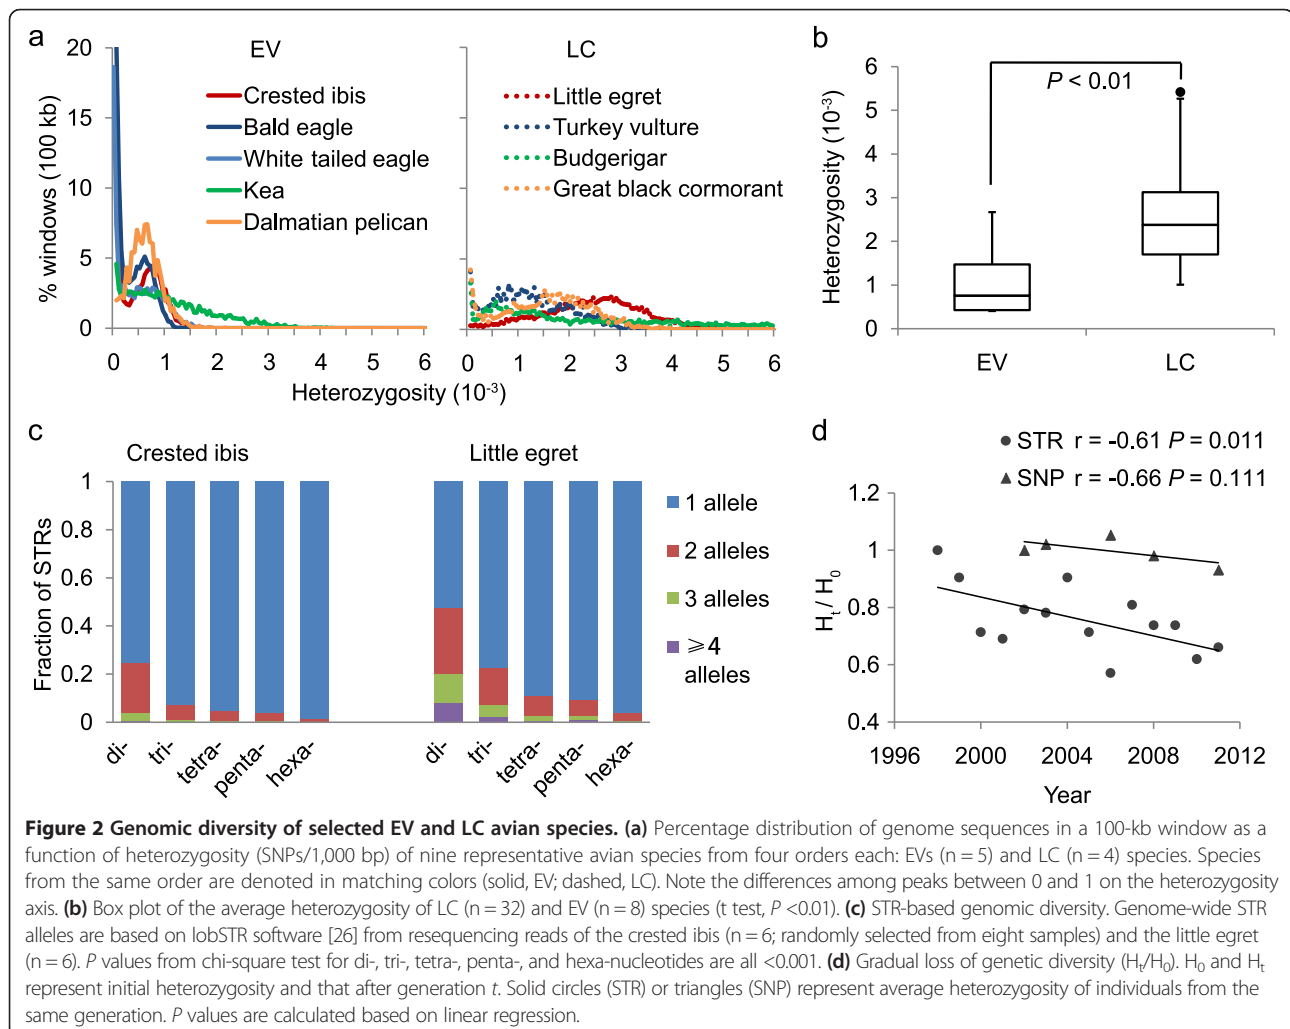 a
EV
LC
% windows (100 kb)
20
15
10
5
0
Crested ibis
Bald eagle
White tailed eagle
Kea
Dalmatian pelican
Little egret
Turkey vulture
Budgerigar
Great black cormorant
0 1 2 3 4 5 6
0 1 2 3 4 5 6
Heterozygosity (10⁻³)
b
P < 0.01
Heterozygosity (10⁻³)
6
5
4
3
2
1
0
EV LC
c
Crested ibis
Little egret
Fraction of STRs
1
0.8
0.6
0.4
0.2
0
di- tri- tetra- penta- hexa-
di- tri- tetra- penta- hexa-
1 allele
2 alleles
3 alleles
⩾4
alleles
d
STR r = -0.61 P = 0.011
SNP r = -0.66 P = 0.111
Hₜ / H₀
1.2
1
0.8
0.6
0.4
1996 2000 2004 2008 2012
Year
Figure 2 Genomic diversity of selected EV and LC avian species. (a) Percentage distribution of genome sequences in a 100-kb window as a
function of heterozygosity (SNPs/1,000 bp) of nine representative avian species from four orders each: EVs (n = 5) and LC (n = 4) species. Species
from the same order are denoted in matching colors (solid, EV; dashed, LC). Note the differences among peaks between 0 and 1 on the heterozygosity
axis. (b) Box plot of the average heterozygosity of LC (n = 32) and EV (n = 8) species (t test, P <0.01). (c) STR-based genomic diversity. Genome-wide STR
alleles are based on lobSTR software [26] from resequencing reads of the crested ibis (n = 6; randomly selected from eight samples) and the little egret
(n = 6). P values from chi-square test for di-, tri-, tetra-, penta-, and hexa-nucleotides are all <0.001. (d) Gradual loss of genetic diversity (Hₜ/H₀). H₀ and Hₜ
represent initial heterozygosity and that after generation t. Solid circles (STR) or triangles (SNP) represent average heterozygosity of individuals from the
same generation. P values are calculated based on linear regression.